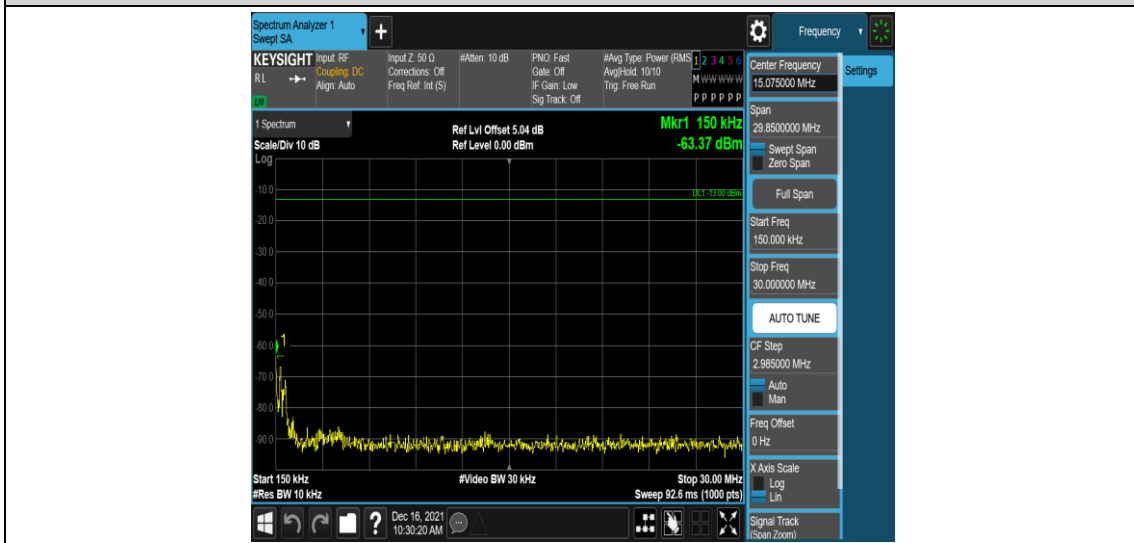 Spectrum Analyzer 1
Swept SA
+
Frequency
KEYSIGHT
RL
Input: RF
Coupling: DC
Align: Auto
Input Z: 50 Ω
Corrections: Off
Freq Ref: Int (S)
#Atten: 10 dB
PNO: Fast
Gate: Off
IF Gain: Low
Sig Track: Off
#Avg Type: Power (RMS
Avg|Hold: 10/10
Trig: Free Run
1 2 3 4 5 6
M W W W W W
P P P P P P
1 Spectrum
Scale/Div 10 dB
Ref Lvl Offset 5.04 dB
Ref Level 0.00 dBm
Mkr1 150 kHz
-63.37 dBm
Log
DL1 -13.00 dBm
-10.0
-20.0
-30.0
-40.0
-50.0
-60.0
1
-70.0
-80.0
-90.0
Start 150 kHz
#Res BW 10 kHz
#Video BW 30 kHz
Stop 30.00 MHz
Sweep 92.6 ms (1000 pts)
Center Frequency
15.075000 MHz
Settings
Span
29.8500000 MHz
Swept Span
Zero Span
Full Span
Start Freq
150.000 kHz
Stop Freq
30.000000 MHz
AUTO TUNE
CF Step
2.985000 MHz
Auto
Man
Freq Offset
0 Hz
X Axis Scale
Log
Lin
Signal Track
(Span Zoom)
?
Dec 16, 2021
10:30:20 AM